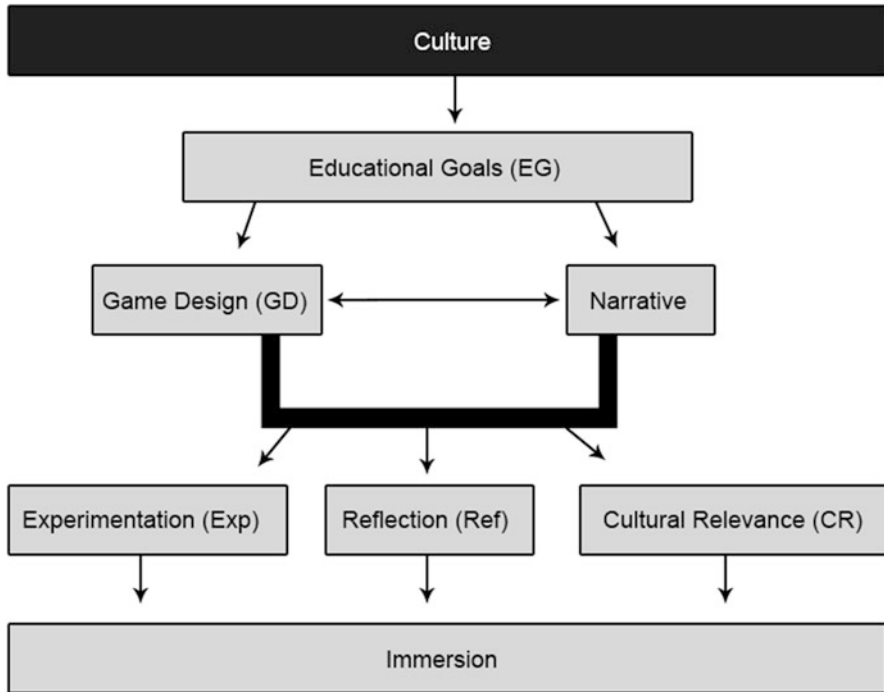 Culture
Educational Goals (EG)
Game Design (GD)
Narrative
Experimentation (Exp)
Reflection (Ref)
Cultural Relevance (CR)
Immersion